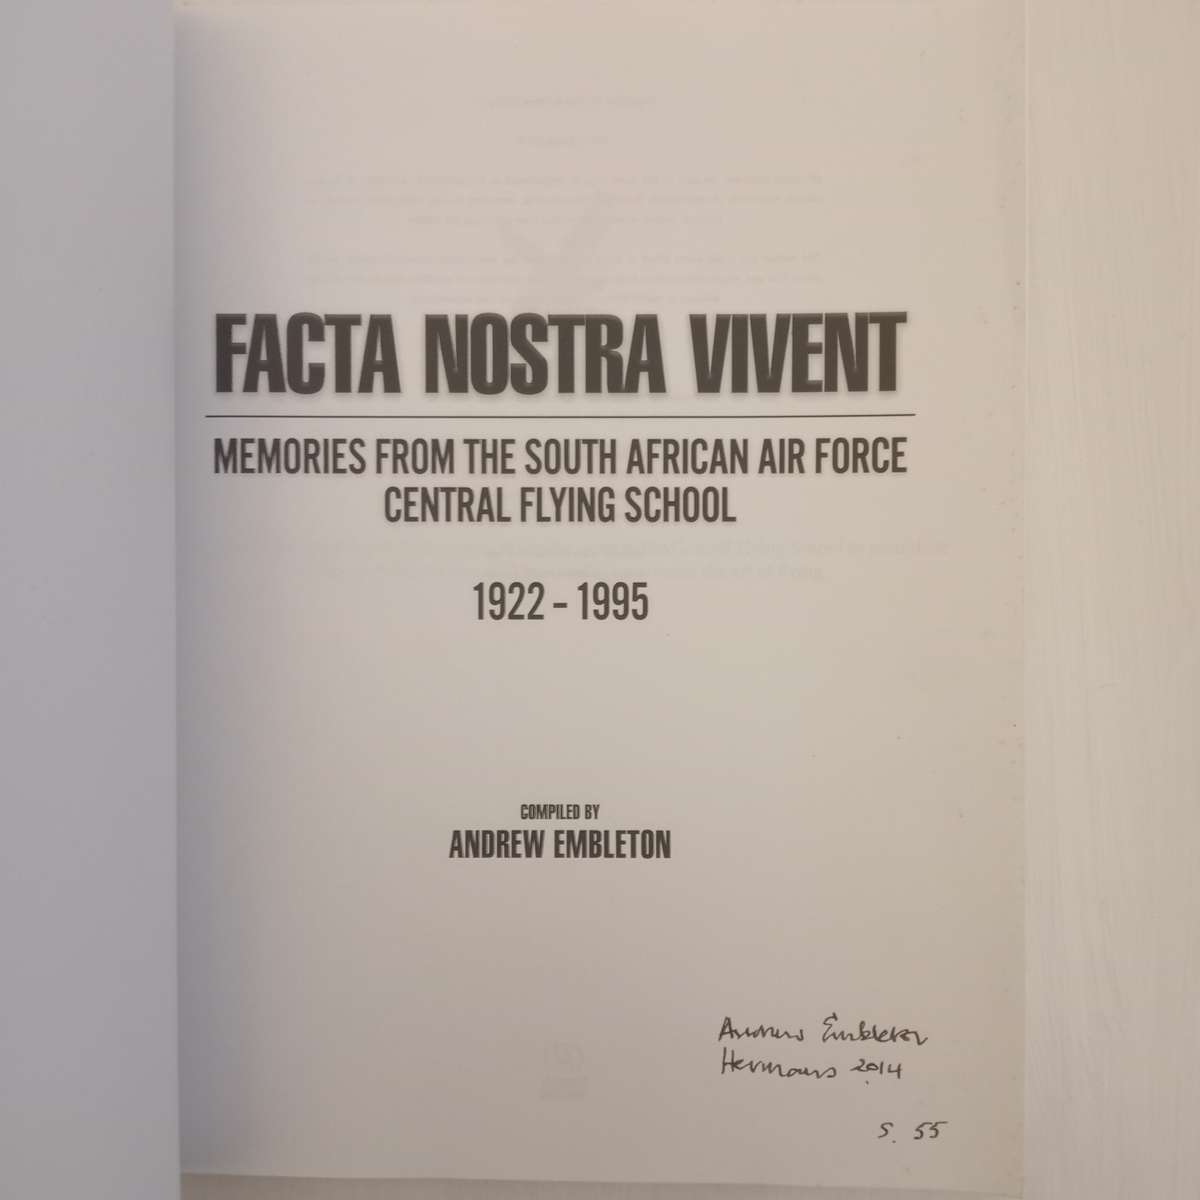 FACTA NOSTRA VIVENT
MEMORIES FROM THE SOUTH AFRICAN AIR FORCE
CENTRAL FLYING SCHOOL
1922 - 1995
COMPILED BY
ANDREW EMBLETON
Andrew Embleton
Hermanus 2014
S. 55